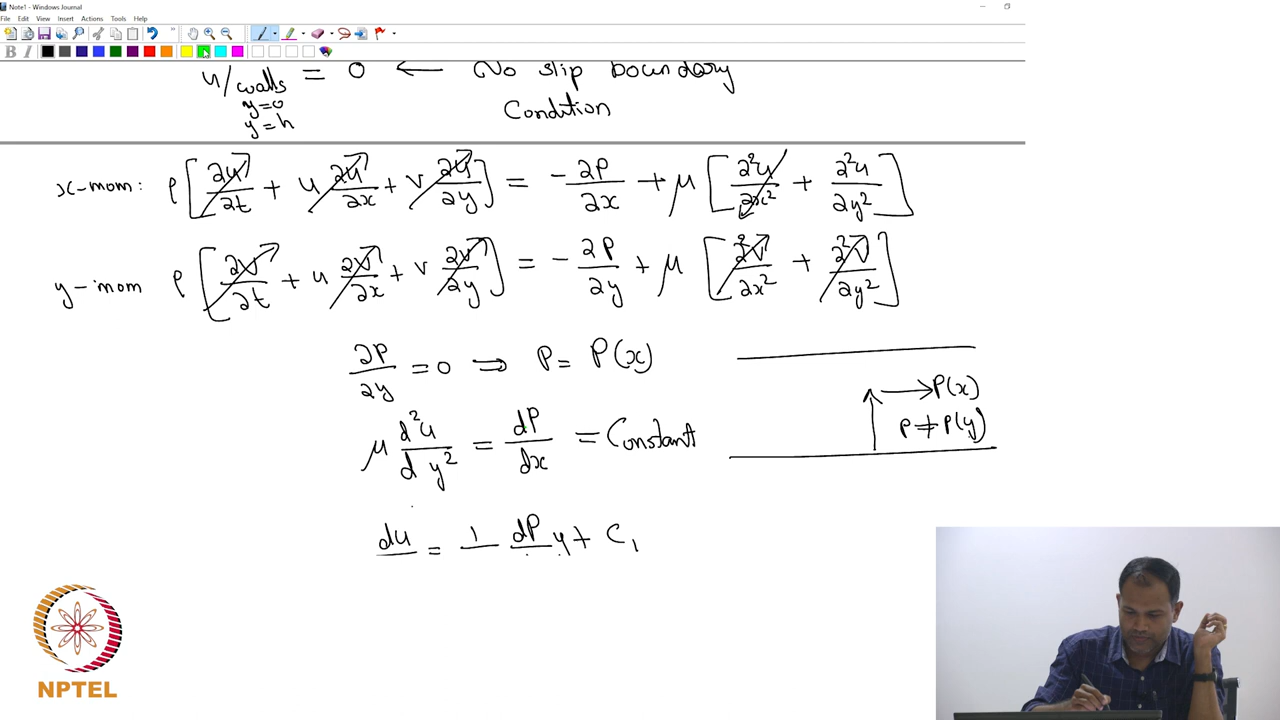 Note1 - Windows Journal
File Edit View Insert Actions Tools Help
B I
u/walls = 0 ← No slip boundary
y=0 Condition
y=h
x-mom: ρ[∂u/∂t + u ∂u/∂x + v ∂u/∂y] = -∂P/∂x + μ[∂²u/∂x² + ∂²u/∂y²]
y-mom ρ[∂v/∂t + u ∂v/∂x + v ∂v/∂y] = -∂P/∂y + μ[∂²v/∂x² + ∂²v/∂y²]
∂P/∂y = 0 ⇒ P = P(x)
→ P(x)
P ≠ P(y)
μ d²u/dy² = dP/dx = Constant
du = 1 dP y + C₁
NPTEL